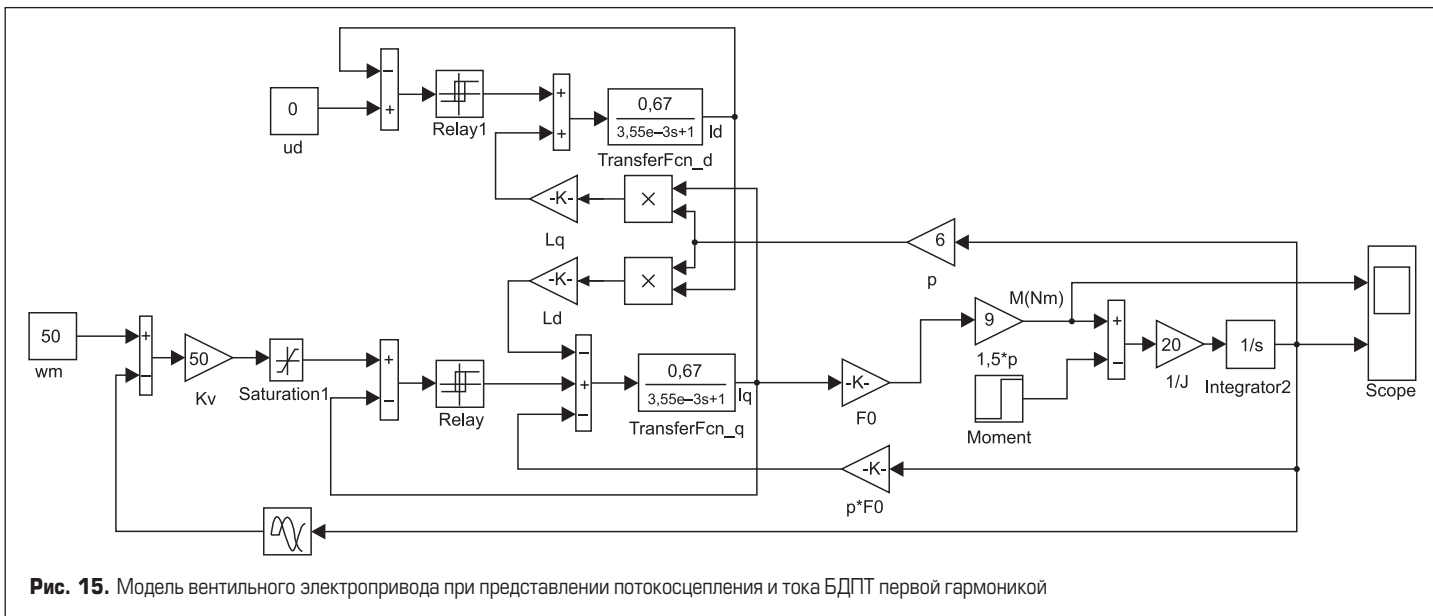 0
ud
Relay1
0,67
3,55e–3s+1
Id
TransferFcn_d
-K-
×
Lq
6
p
-K-
×
Ld
50
wm
50
Kv
Saturation1
Relay
0,67
3,55e–3s+1
Iq
TransferFcn_q
-K-
F0
9
1,5*p
M(Nm)
Moment
20
1/J
1/s
Integrator2
Scope
-K-
p*F0
Рис. 15. Модель вентильного электропривода при представлении потокосцепления и тока БДПТ первой гармоникой